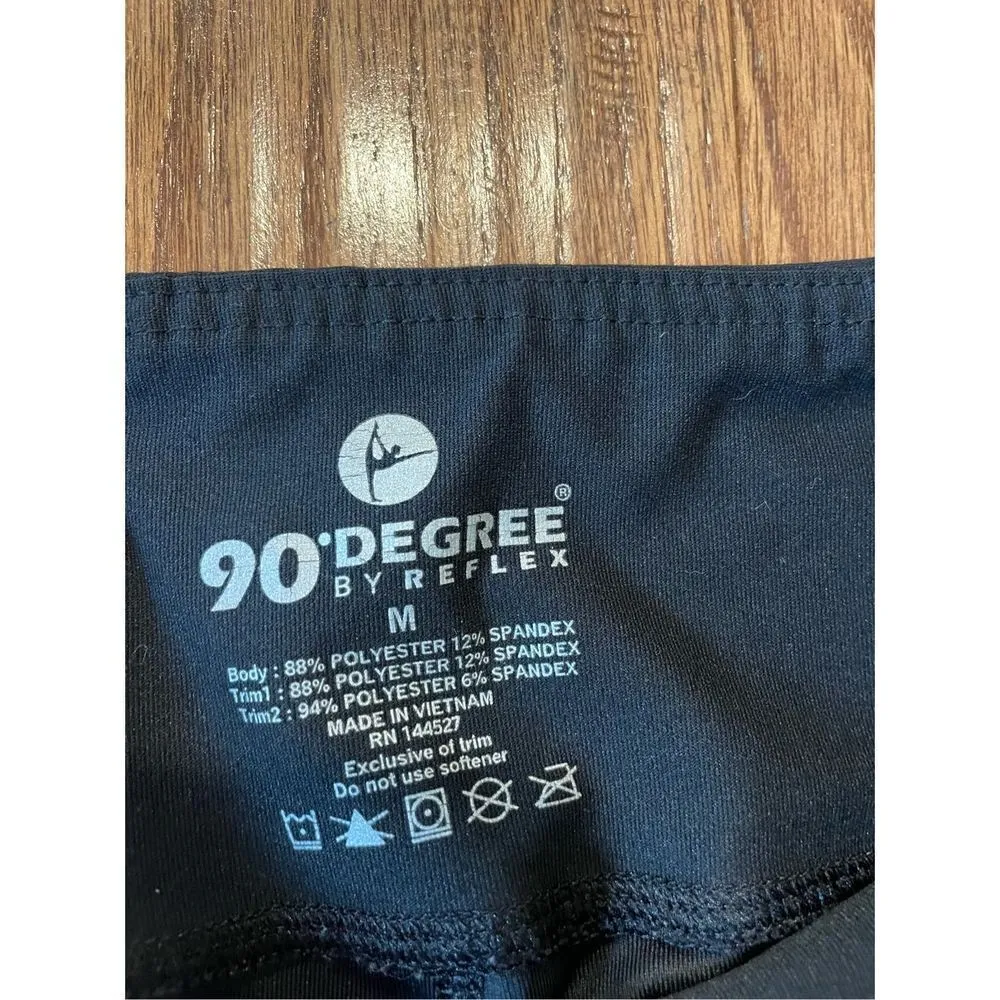 90°DEGREE®
BY REFLEX
M
Body : 88% POLYESTER 12% SPANDEX
Trim1 : 88% POLYESTER 12% SPANDEX
Trim2 : 94% POLYESTER 6% SPANDEX
MADE IN VIETNAM
RN 144527
Exclusive of trim
Do not use softener